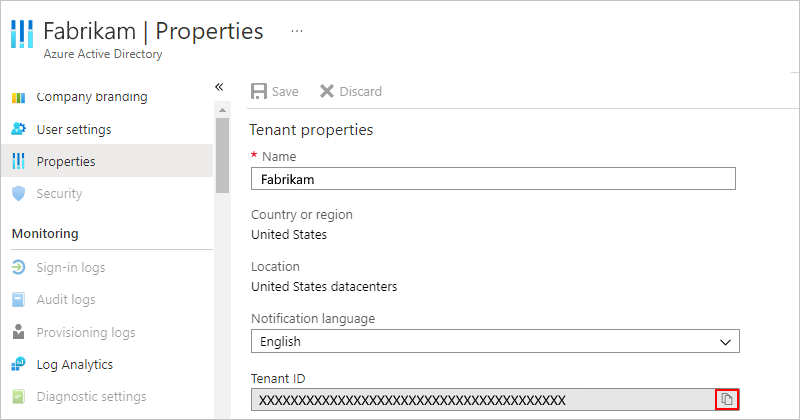 Fabrikam | Properties ...
Azure Active Directory
«
Company branding
User settings
Properties
Security
Monitoring
Sign-in logs
Audit logs
Provisioning logs
Log Analytics
Diagnostic settings
Save Discard
Tenant properties
* Name
Fabrikam
Country or region
United States
Location
United States datacenters
Notification language
English
Tenant ID
XXXXXXXXXXXXXXXXXXXXXXXXXXXXXXXXXXXXXXX